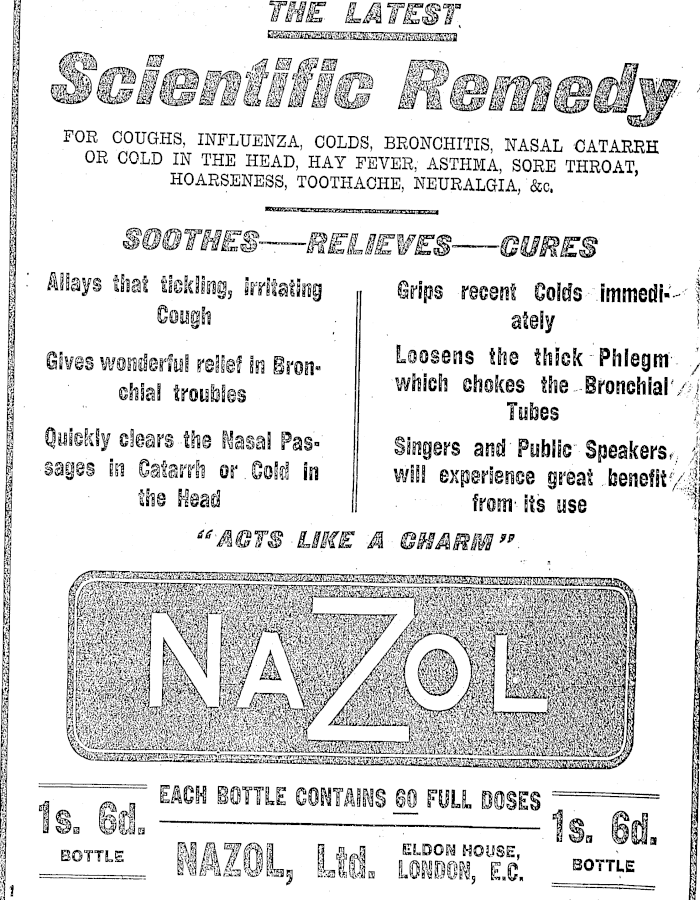 THE LATEST
Scientific Remedy
FOR COUGHS, INFLUENZA, COLDS, BRONCHITIS, NASAL CATARRH
OR COLD IN THE HEAD, HAY FEVER, ASTHMA, SORE THROAT,
HOARSENESS, TOOTHACHE, NEURALGIA, &c.
SOOTHES—RELIEVES—CURES
Allays that tickling, irritating
Cough
Gives wonderful relief in Bron-
chial troubles
Quickly clears the Nasal Pas-
sages in Catarrh or Cold in
the Head
Grips recent Colds immedi-
ately
Loosens the thick Phlegm
which chokes the Bronchial
Tubes
Singers and Public Speakers
will experience great benefit
from its use
"ACTS LIKE A CHARM"
NAZOL
1s. 6d.
BOTTLE
EACH BOTTLE CONTAINS 60 FULL DOSES
NAZOL, Ltd.
ELDON HOUSE,
LONDON, E.C.
1s. 6d.
BOTTLE